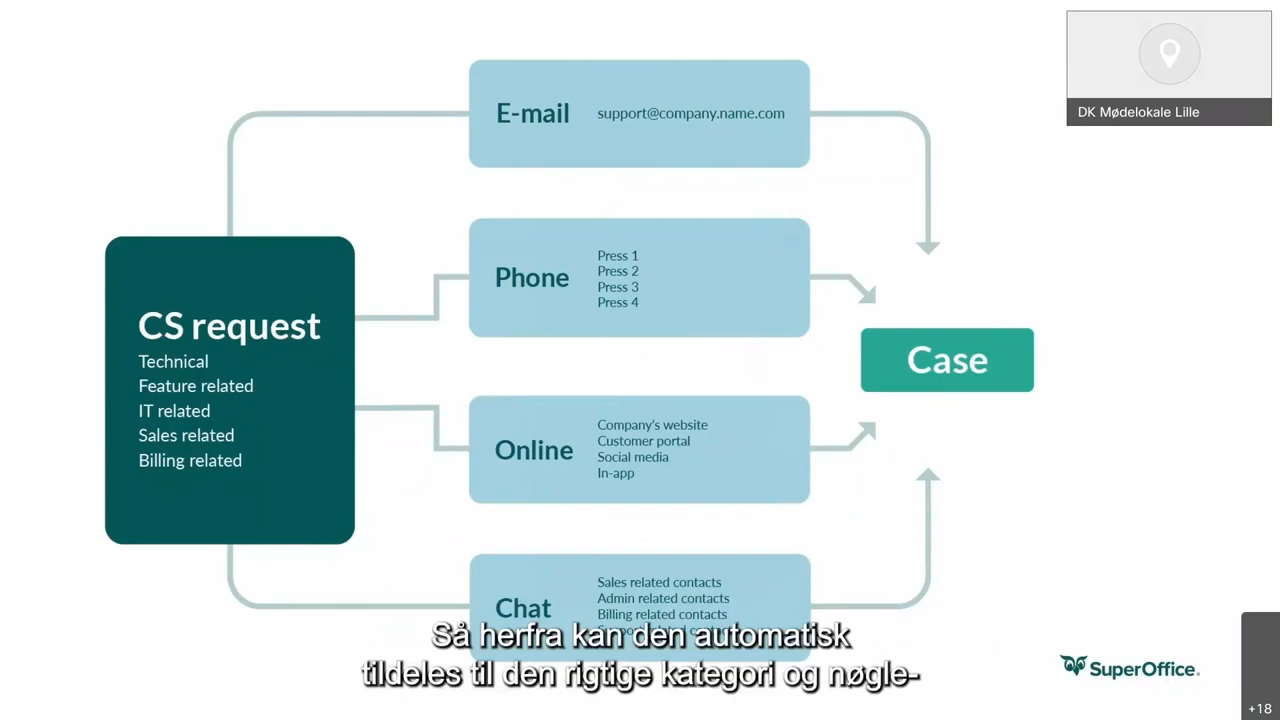 E-mail
support@company.name.com
DK Mødelokale Lille
Phone
Press 1
Press 2
Press 3
Press 4
CS request
Technical
Feature related
IT related
Sales related
Billing related
Case
Online
Company's website
Customer portal
Social media
In-app
Chat
Sales related contacts
Admin related contacts
Billing related contacts
Så herfra kan den automatisk
tildeles til den rigtige kategori og nøgle-
SuperOffice.
+18